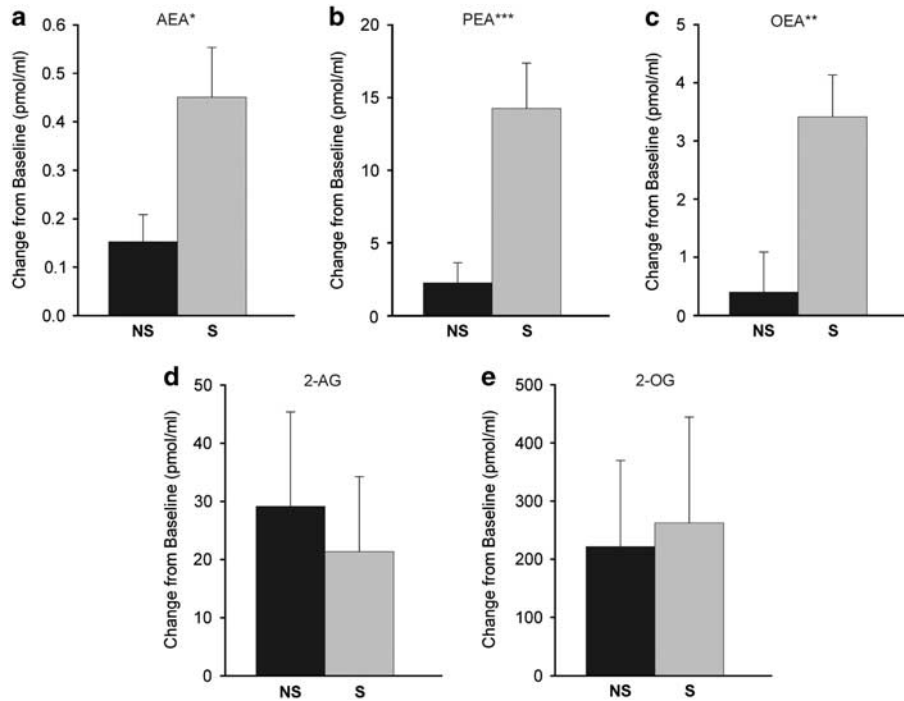 a AEA*
Change from Baseline (pmol/ml)
0.6
0.5
0.4
0.3
0.2
0.1
0.0
NS S
b PEA***
Change from Baseline (pmol/ml)
20
15
10
5
0
NS S
c OEA**
Change from Baseline (pmol/ml)
5
4
3
2
1
0
NS S
d 2-AG
Change from Baseline (pmol/ml)
50
40
30
20
10
0
NS S
e 2-OG
Change from Baseline (pmol/ml)
500
400
300
200
100
0
NS S